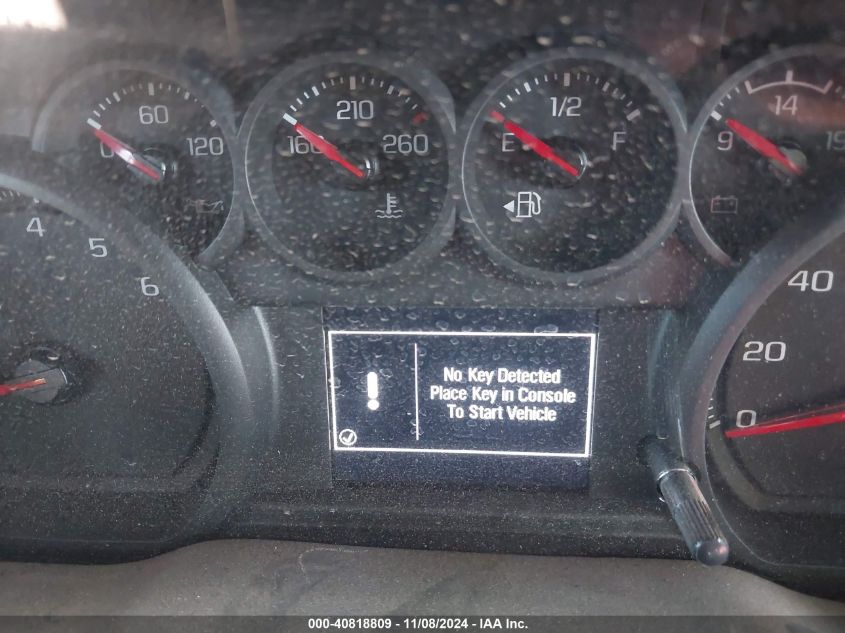 0 60 120
160 210 260
E 1/2 F
9 14 19
4
5
6
40
20
0
No Key Detected
Place Key in Console
To Start Vehicle
000-40818809 - 11/08/2024 - IAA Inc.